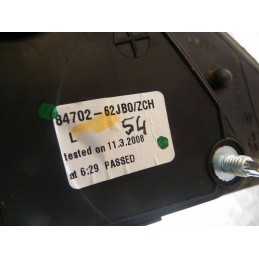 84702-62JB0/ZCH
L 54
tested on 11.3.2008
at 6:29 PASSED